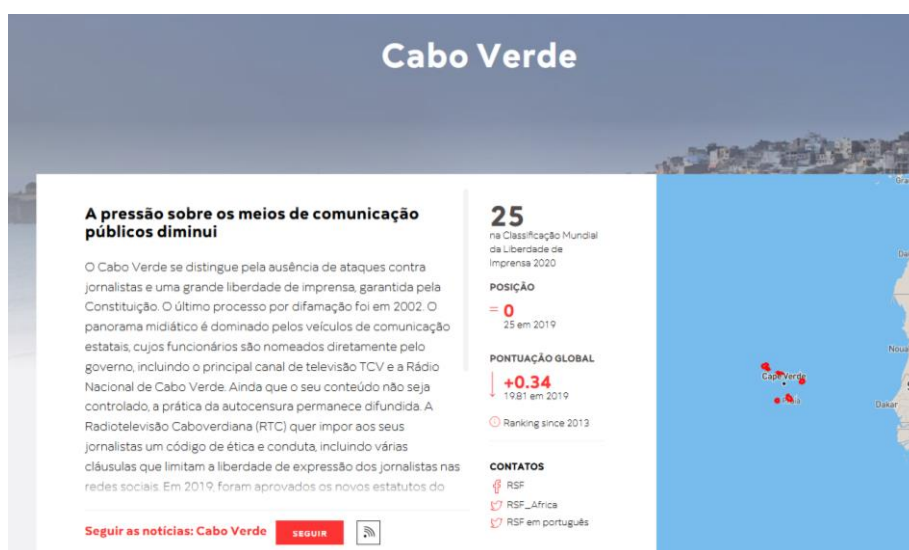 Cabo Verde
A pressão sobre os meios de comunicação
públicos diminui
O Cabo Verde se distingue pela ausência de ataques contra
jornalistas e uma grande liberdade de imprensa, garantida pela
Constituição. O último processo por difamação foi em 2002. O
panorama midiático é dominado pelos veículos de comunicação
estatais, cujos funcionários são nomeados diretamente pelo
governo, incluindo o principal canal de televisão TCV e a Rádio
Nacional de Cabo Verde. Ainda que o seu conteúdo não seja
controlado, a prática da autocensura permanece difundida. A
Radiotelevisão Caboverdiana (RTC) quer impor aos seus
jornalistas um código de ética e conduta, incluindo várias
cláusulas que limitam a liberdade de expressão dos jornalistas nas
redes sociais. Em 2019, foram aprovados os novos estatutos do
Seguir as notícias: Cabo Verde
SEGUIR
25
na Classificação Mundial
da Liberdade de
Imprensa 2020
POSIÇÃO
= 0
25 em 2019
PONTUAÇÃO GLOBAL
+0.34
19.81 em 2019
Ranking since 2013
CONTATOS
RSF
RSF_Africa
RSF em português
Cape Verde
Dakar